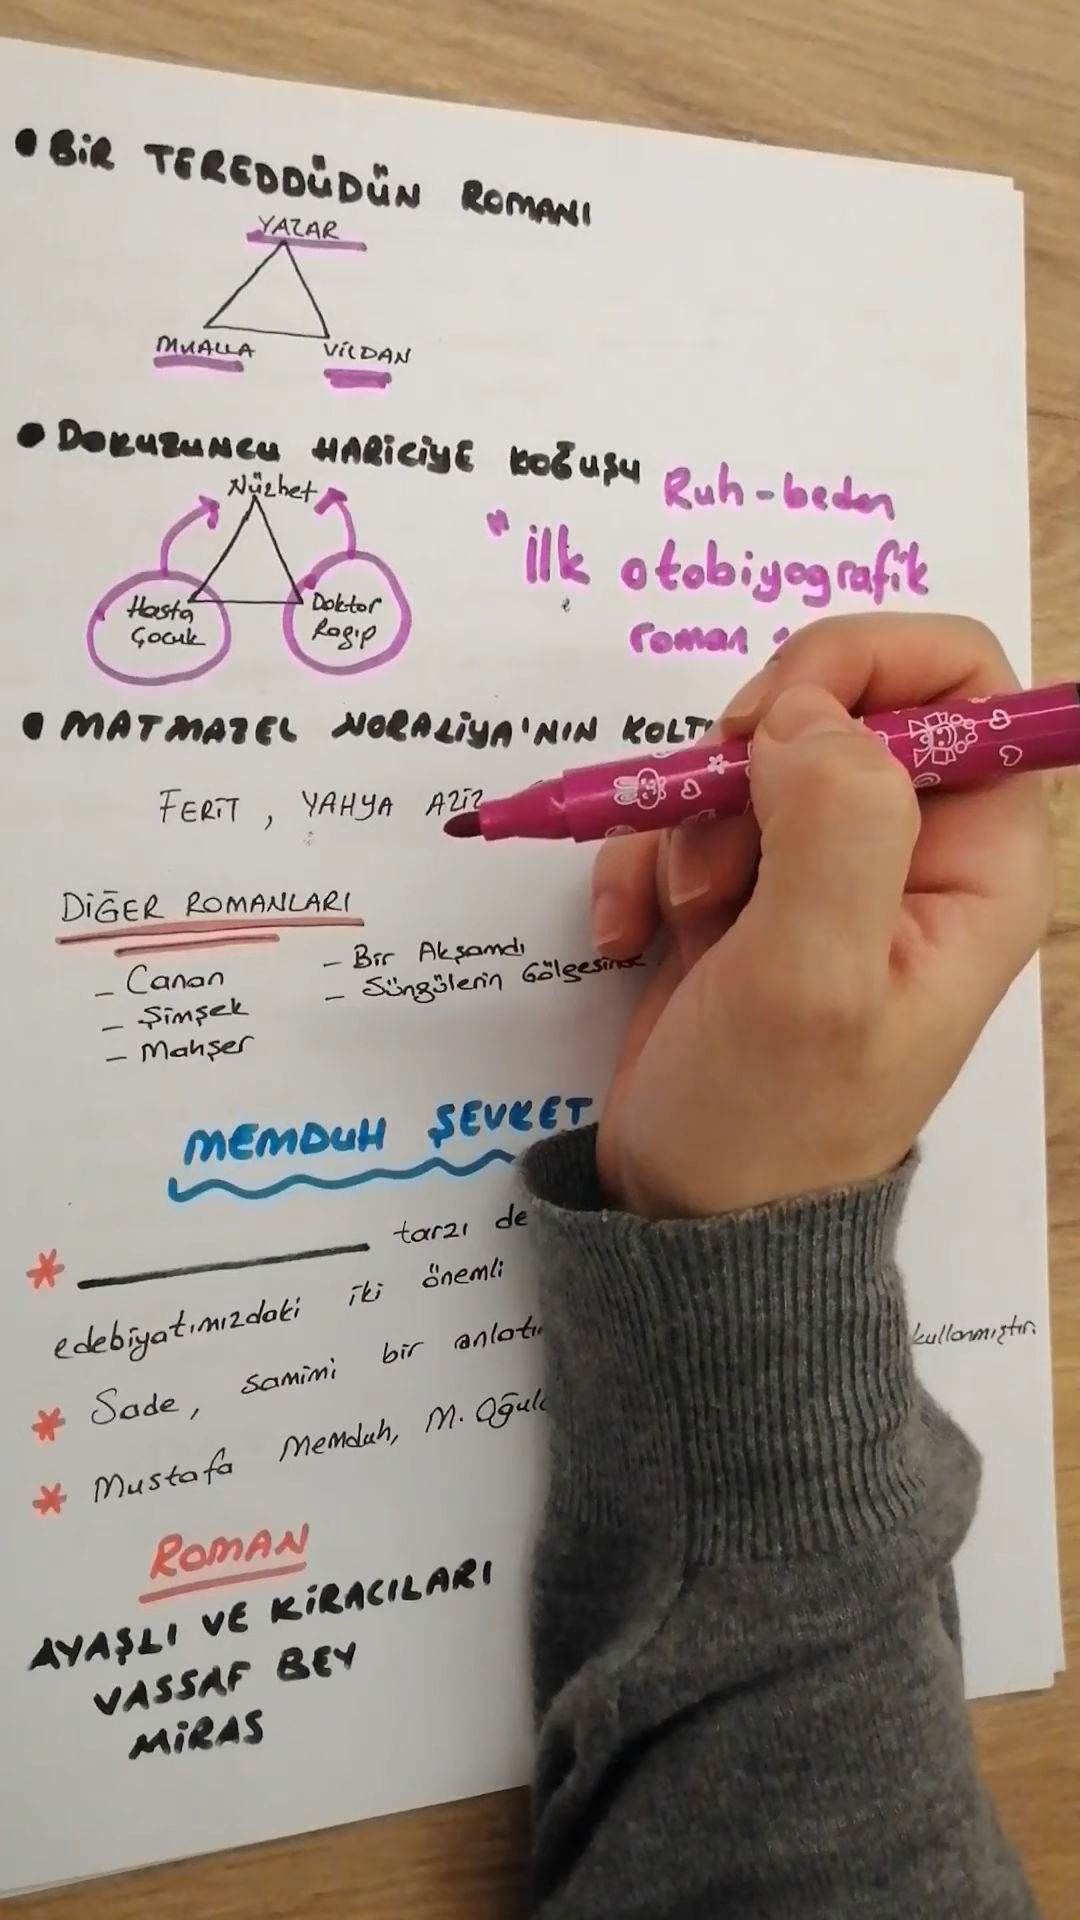 • BİR TEREDDÜDÜN ROMANI
YAZAR
MUALLA VİLDAN
• DOKUZUNCU HARİCİYE KOĞUŞU
Nüzhet
Ruh-beden
"İlk otobiyografik
roman
Hasta Çocuk
Doktor Ragıp
• MATMAZEL NORALİYA'NIN
FERİT, YAHYA AZİZ
DİĞER ROMANLARI
- Canan
- Şimşek
- Mahşer
- Bir Akşamdı
- Süngülerin Gölgesinde
MEMDUH ŞEVKET
* ________ tarzı
edebiyatımızdaki iki önemli
* Sade, samimi bir kullanmıştır.
* Mustafa Memduh, M.
ROMAN
AYAŞLI VE KİRACILARI
VASSAF BEY
MİRAS